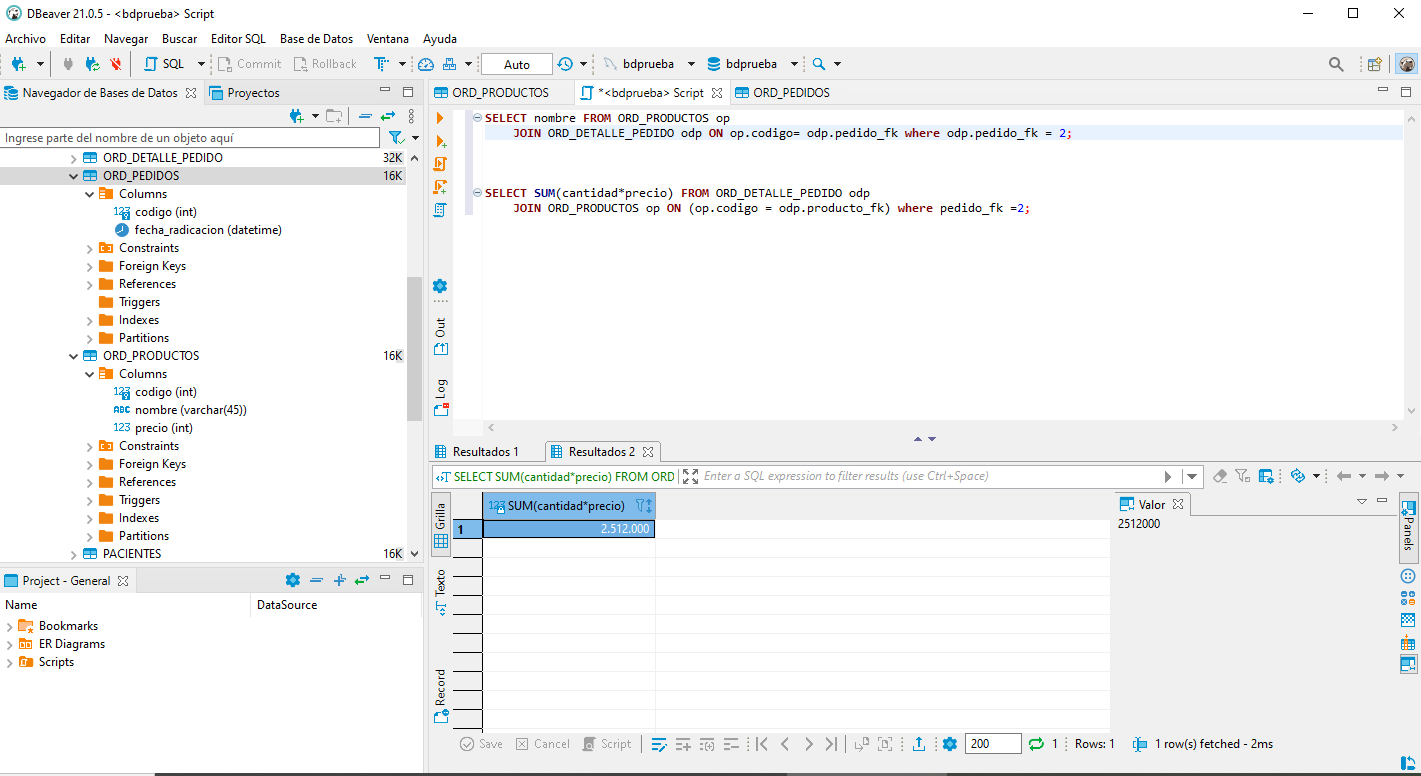 DBeaver 21.0.5 - <bdprueba> Script
Archivo Editar Navegar Buscar Editor SQL Base de Datos Ventana Ayuda
SQL Commit Rollback Auto bdprueba bdprueba
Navegador de Bases de Datos Proyectos
Ingrese parte del nombre de un objeto aquí
ORD_DETALLE_PEDIDO 32K
ORD_PEDIDOS 16K
Columns
codigo (int)
fecha_radicacion (datetime)
Constraints
Foreign Keys
References
Triggers
Indexes
Partitions
ORD_PRODUCTOS 16K
Columns
codigo (int)
nombre (varchar(45))
precio (int)
Constraints
Foreign Keys
References
Triggers
Indexes
Partitions
PACIENTES 16K
Project - General
Name DataSource
Bookmarks
ER Diagrams
Scripts
ORD_PRODUCTOS *<bdprueba> Script ORD_PEDIDOS
SELECT nombre FROM ORD_PRODUCTOS op
JOIN ORD_DETALLE_PEDIDO odp ON op.codigo= odp.pedido_fk where odp.pedido_fk = 2;
SELECT SUM(cantidad*precio) FROM ORD_DETALLE_PEDIDO odp
JOIN ORD_PRODUCTOS op ON (op.codigo = odp.producto_fk) where pedido_fk =2;
Out
Log
Resultados 1 Resultados 2
SELECT SUM(cantidad*precio) FROM ORD Enter a SQL expression to filter results (use Ctrl+Space)
Grilla
Texto
Record
123 SUM(cantidad*precio)
1 2.512.000
Valor
2512000
Panels
Save Cancel Script 200 1 Rows: 1 1 row(s) fetched - 2ms